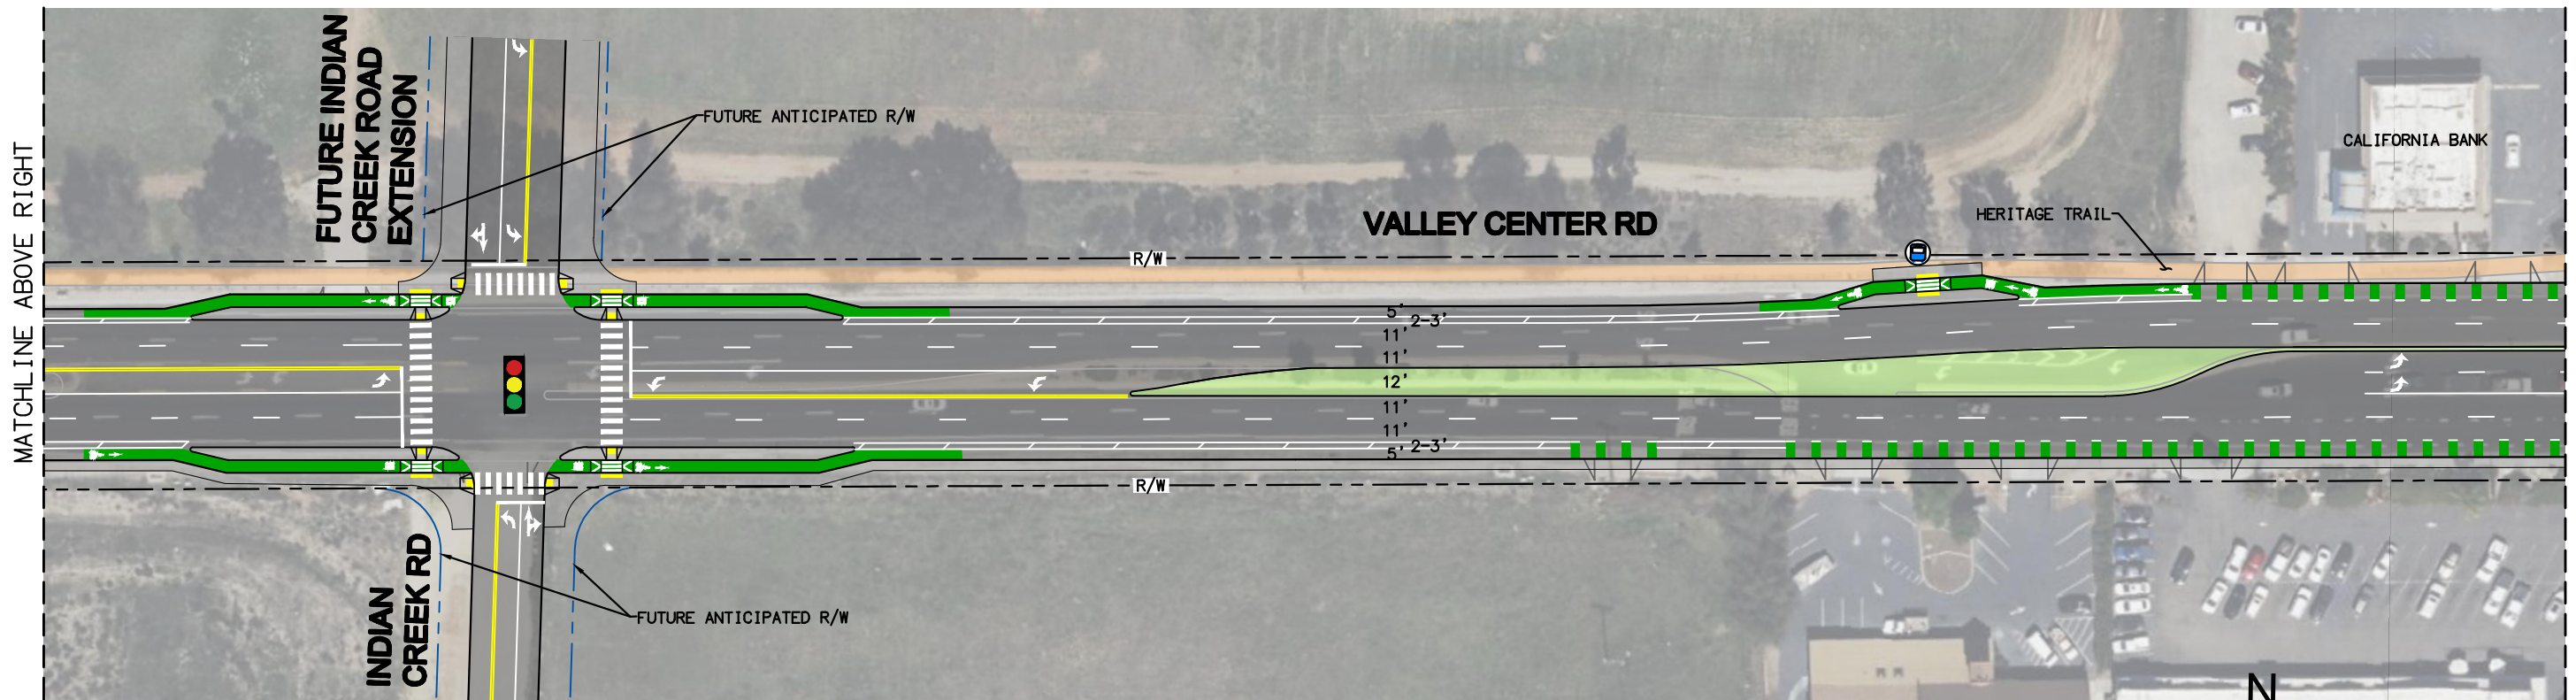 MATCHLINE ABOVE RIGHT
FUTURE INDIAN
CREEK ROAD
EXTENSION
FUTURE ANTICIPATED R/W
VALLEY CENTER RD
HERITAGE TRAIL
CALIFORNIA BANK
R/W
5'
2-3'
11'
11'
12'
11'
11'
2-3'
5'
R/W
INDIAN
CREEK RD
FUTURE ANTICIPATED R/W
N